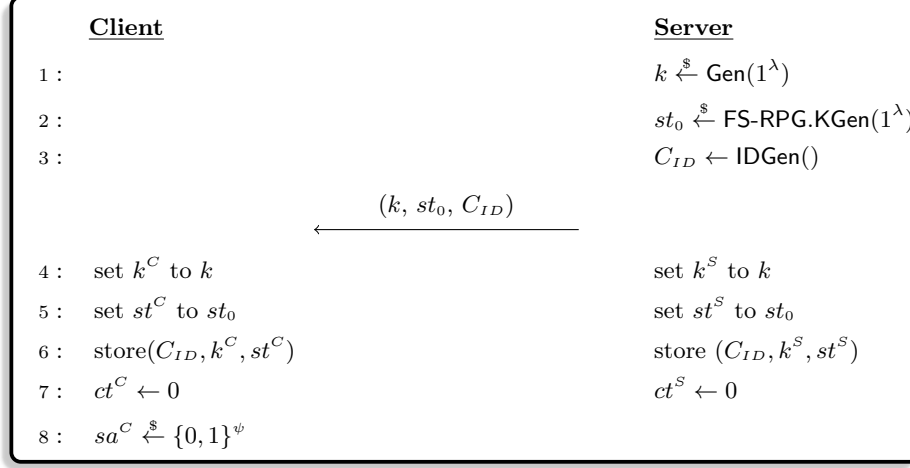 Client Server
1 : k ←$ Gen(1^λ)
2 : st_0 ←$ FS-RPG.KGen(1^λ)
3 : C_ID ← IDGen()
(k, st_0, C_ID)
4 : set k^C to k set k^S to k
5 : set st^C to st_0 set st^S to st_0
6 : store(C_ID, k^C, st^C) store (C_ID, k^S, st^S)
7 : ct^C ← 0 ct^S ← 0
8 : sa^C ←$ {0, 1}^ψ